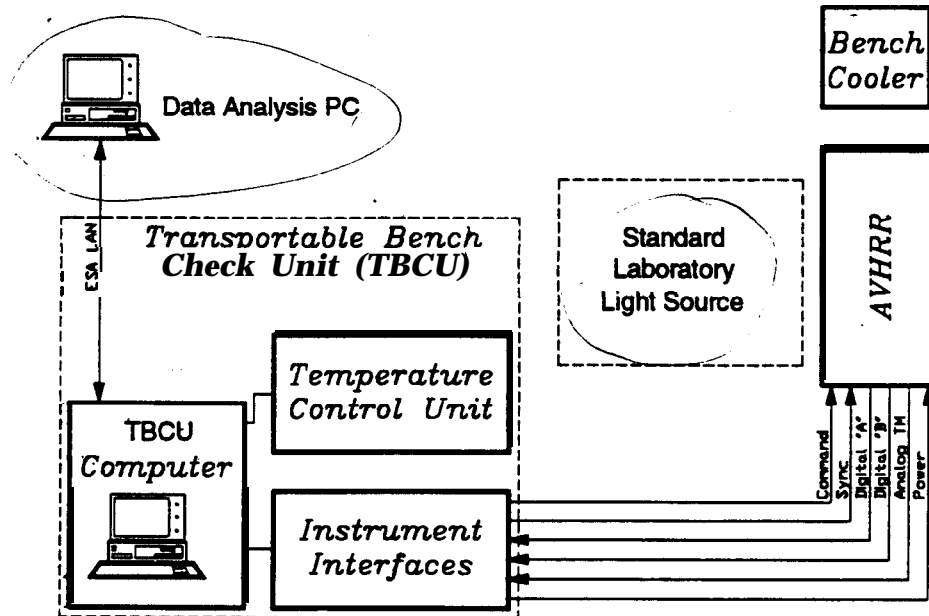 Bench
Cooler
Data Analysis PC
ESA LAN
Transportable Bench
Check Unit (TBCU)
Standard
Laboratory
Light Source
AVHRR
Temperature
Control Unit
TBCU
Computer
Instrument
Interfaces
Command
Sync
Digital "A"
Digital "B"
Analog TM
Power